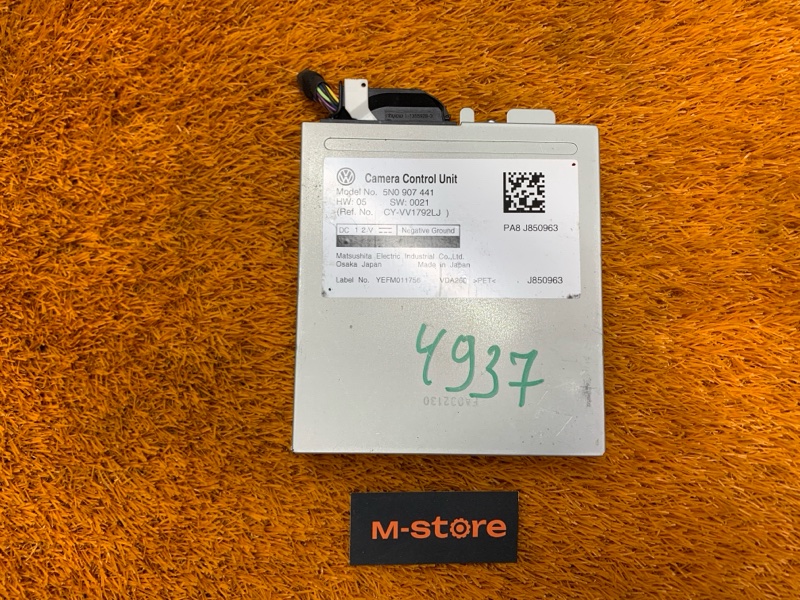 Camera Control Unit
Model No. 5N0 907 441
HW: 05 SW: 0021
(Ref. No. CY-VV1792LJ )
PA8 J850963
DC 12V Negative Ground
Matsushita Electric Industrial Co.,Ltd.
Osaka Japan Made in Japan
Label No. YEFM011756 VDA260 >PET< J850963
4937
M-store